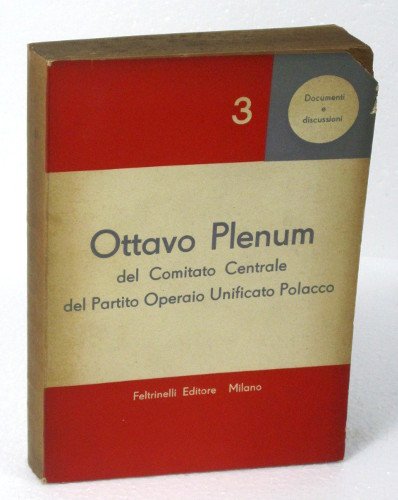 3
Documenti
e
discussioni
Ottavo Plenum
del Comitato Centrale
del Partito Operaio Unificato Polacco
Feltrinelli Editore Milano